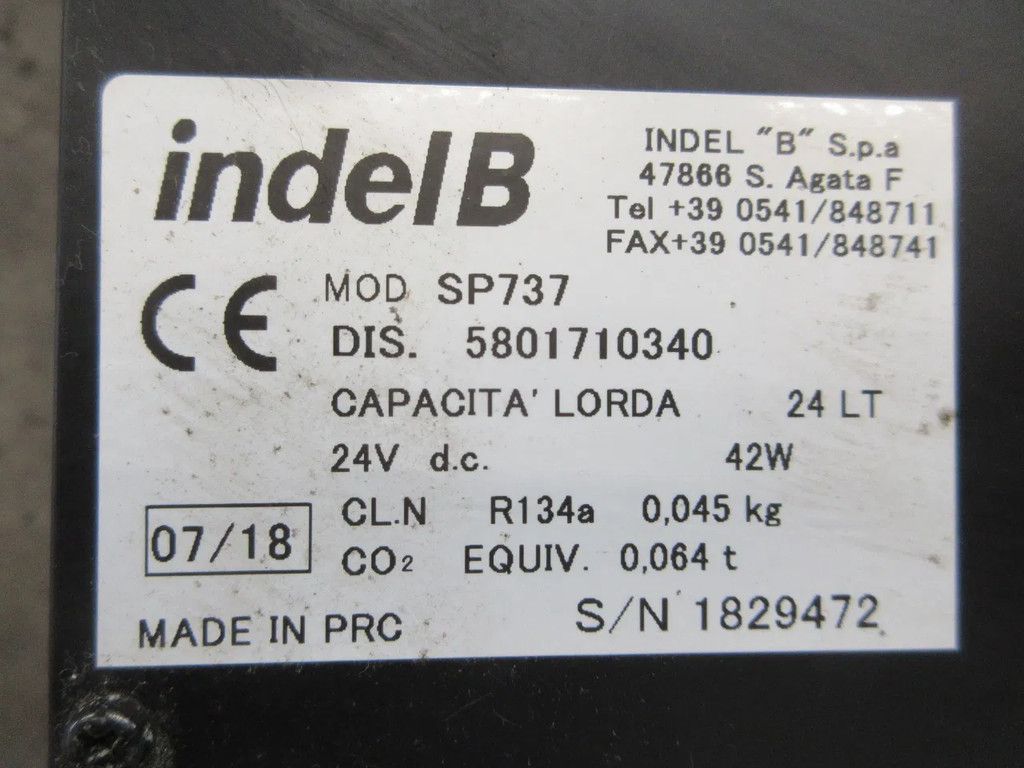 indelB
INDEL "B" S.p.a
47866 S. Agata F
Tel +39 0541/848711
FAX+39 0541/848741
CE
MOD SP737
DIS. 5801710340
CAPACITA' LORDA 24 LT
24V d.c. 42W
CL.N R134a 0,045 kg
07/18
CO2 EQUIV. 0,064 t
MADE IN PRC
S/N 1829472